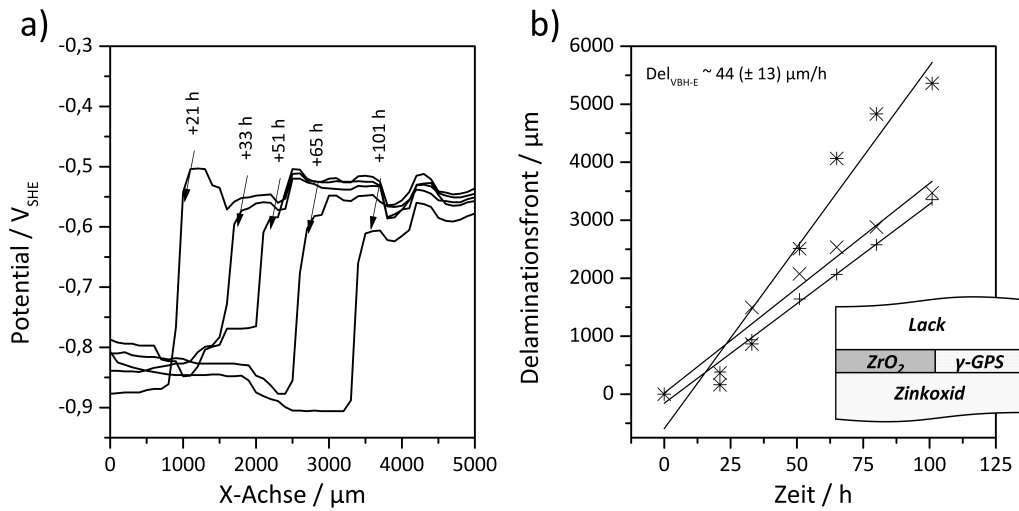 a)
-0,3
-0,4
-0,5
-0,6
-0,7
-0,8
-0,9
Potential / V_SHE
+21 h
+33 h
+51 h
+65 h
+101 h
0 1000 2000 3000 4000 5000
X-Achse / µm
b)
6000
5000
4000
3000
2000
1000
0
Delaminationsfront / µm
Del_VBH-E ~ 44 (± 13) µm/h
Lack
ZrO₂ γ-GPS
Zinkoxid
0 25 50 75 100 125
Zeit / h